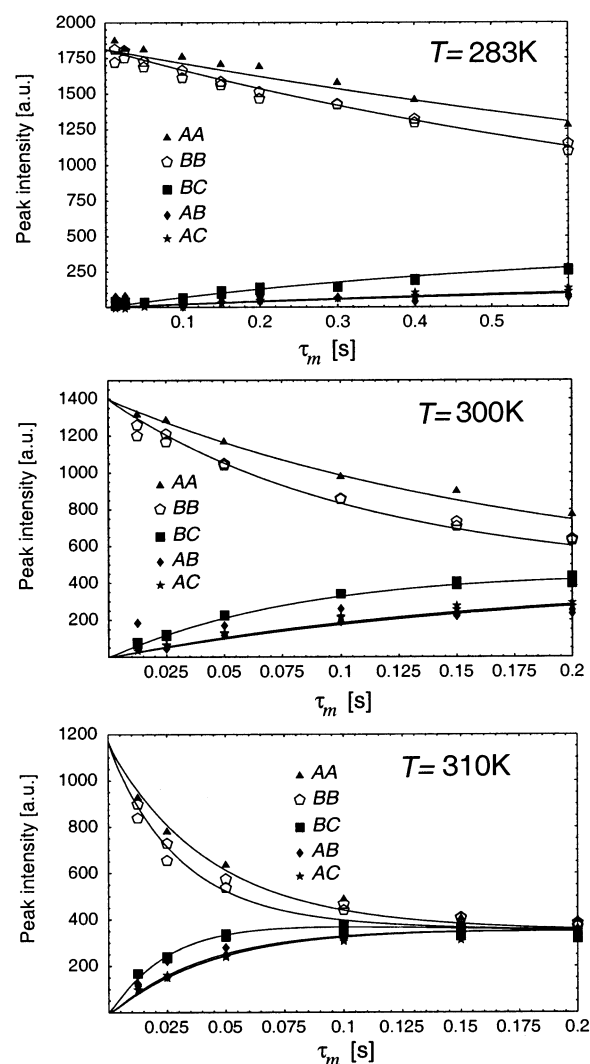 2000
1750
1500
1250
1000
750
500
250
Peak intensity [a.u.]
T= 283K
AA
BB
BC
AB
AC
0.1 0.2 0.3 0.4 0.5
τm [s]
1400
1200
1000
800
600
400
200
Peak intensity [a.u.]
T= 300K
AA
BB
BC
AB
AC
0.025 0.05 0.075 0.1 0.125 0.15 0.175 0.2
τm [s]
1200
1000
800
600
400
200
Peak intensity [a.u.]
T= 310K
AA
BB
BC
AB
AC
0.025 0.05 0.075 0.1 0.125 0.15 0.175 0.2
τm [s]